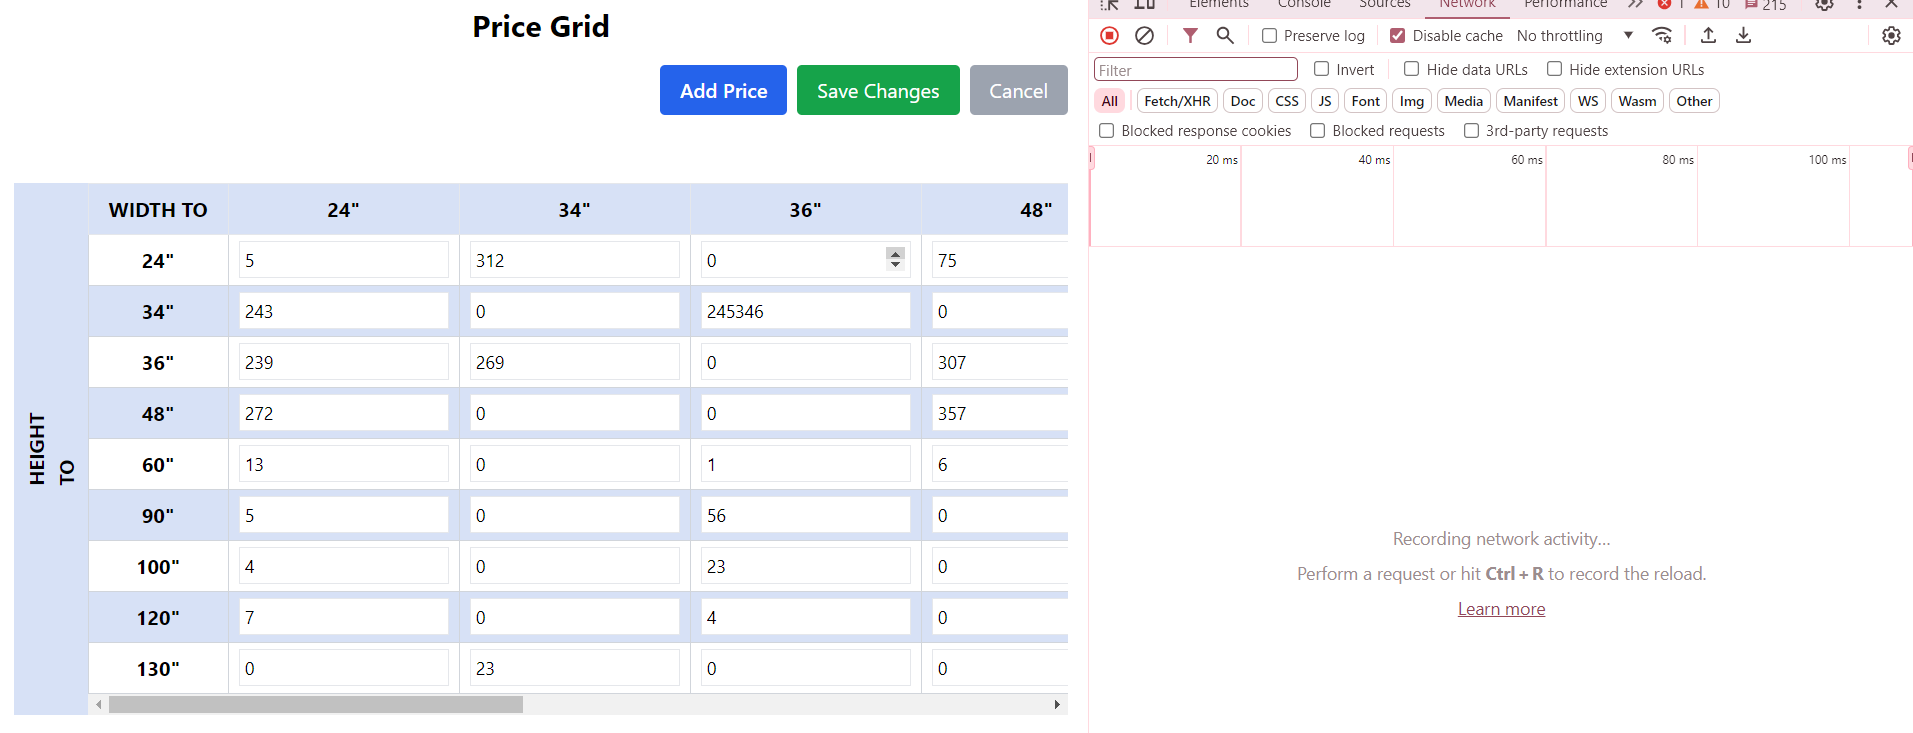 Price Grid
Add Price Save Changes Cancel
WIDTH TO 24" 34" 36" 48"
24" 5 312 0 75
34" 243 0 245346 0
36" 239 269 0 307
48" 272 0 0 357
60" 13 0 1 6
90" 5 0 56 0
100" 4 0 23 0
120" 7 0 4 0
130" 0 23 0 0
HEIGHT
TO
Elements Console Sources Network Performance 1 10 215
Preserve log Disable cache No throttling
Filter Invert Hide data URLs Hide extension URLs
All Fetch/XHR Doc CSS JS Font Img Media Manifest WS Wasm Other
Blocked response cookies Blocked requests 3rd-party requests
20 ms 40 ms 60 ms 80 ms 100 ms
Recording network activity...
Perform a request or hit Ctrl + R to record the reload.
Learn more